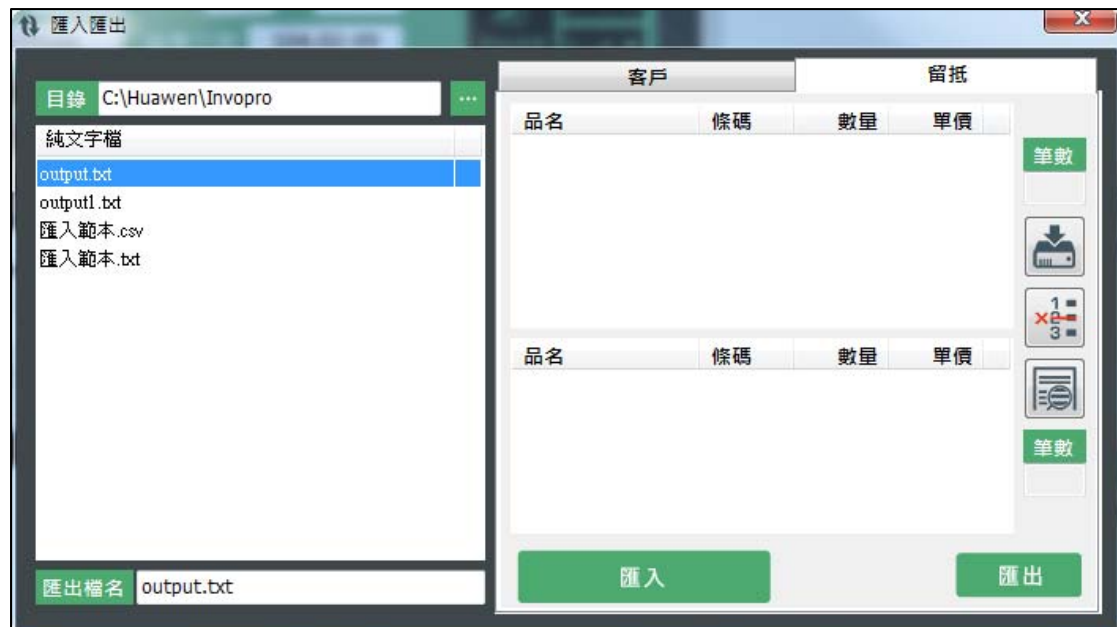 匯入匯出
目錄 C:\Huawen\Invopro ...
純文字檔
output.txt
output1.txt
匯入範本.csv
匯入範本.txt
匯出檔名 output.txt
客戶 留抵
品名 條碼 數量 單價
筆數
1
2
3
品名 條碼 數量 單價
筆數
匯入 匯出